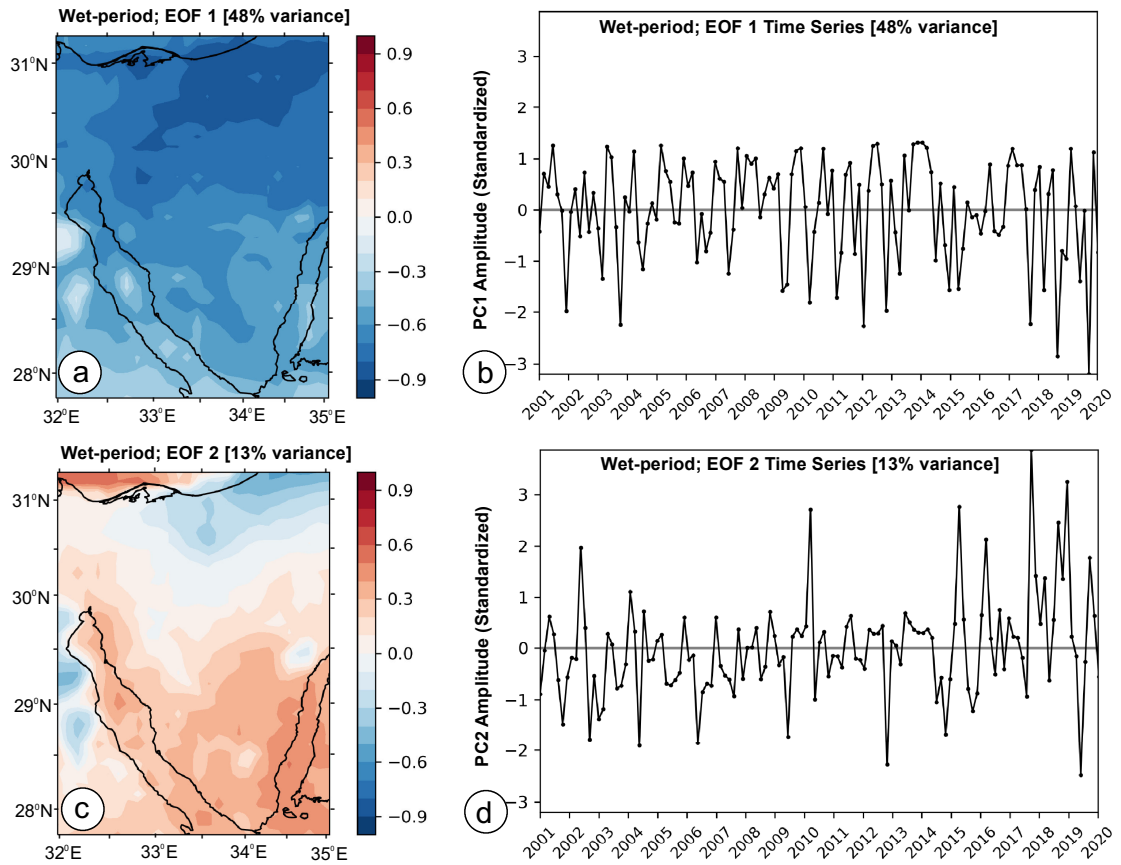 Wet-period; EOF 1 [48% variance]
31°N
30°N
29°N
28°N
32°E 33°E 34°E 35°E
0.9
0.6
0.3
0.0
−0.3
−0.6
−0.9
a
Wet-period; EOF 1 Time Series [48% variance]
PC1 Amplitude (Standardized)
3
2
1
0
−1
−2
−3
2001 2002 2003 2004 2005 2006 2007 2008 2009 2010 2011 2012 2013 2014 2015 2016 2017 2018 2019 2020
b
Wet-period; EOF 2 [13% variance]
31°N
30°N
29°N
28°N
32°E 33°E 34°E 35°E
0.9
0.6
0.3
0.0
−0.3
−0.6
−0.9
c
Wet-period; EOF 2 Time Series [13% variance]
PC2 Amplitude (Standardized)
3
2
1
0
−1
−2
−3
2001 2002 2003 2004 2005 2006 2007 2008 2009 2010 2011 2012 2013 2014 2015 2016 2017 2018 2019 2020
d